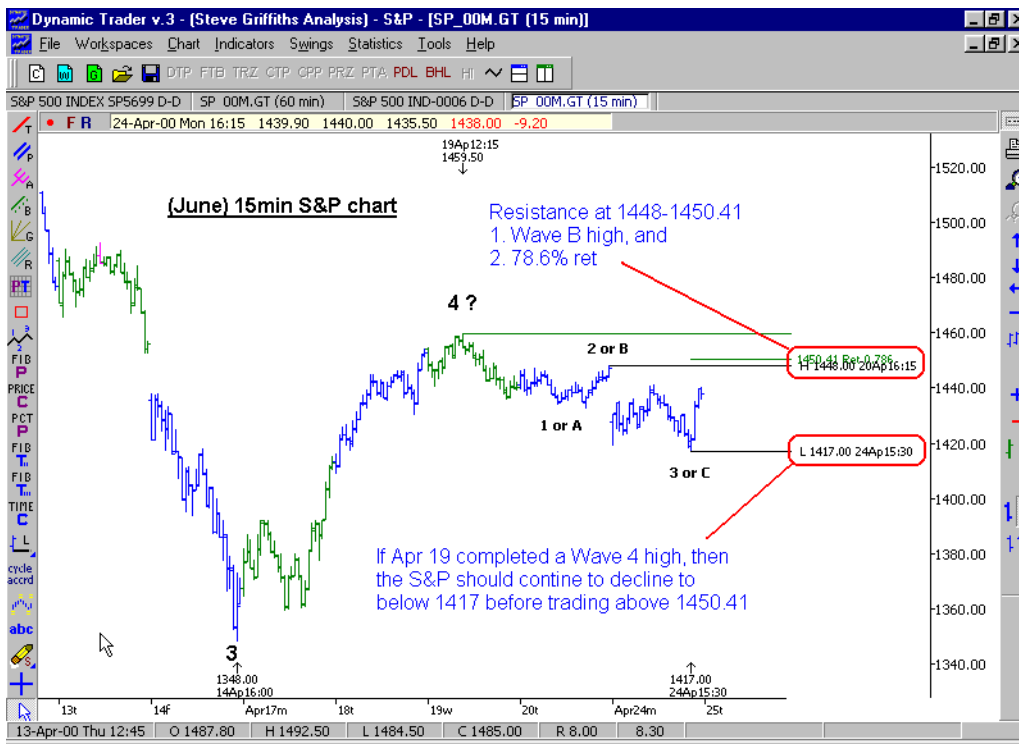 Dynamic Trader v.3 - (Steve Griffiths Analysis) - S&P - [SP_00M.GT (15 min)]
File Workspaces Chart Indicators Swings Statistics Tools Help
C W G DTP FTB TRZ CTP CPP PRZ PTA PDL BHL HI
S&P 500 INDEX SP5699 D-D SP_00M.GT (60 min) S&P 500 IND-0006 D-D SP_00M.GT (15 min)
F R 24-Apr-00 Mon 16:15 1439.90 1440.00 1435.50 1438.00 -9.20
T
P
A
B
G
R
PT
FIB
P
PRICE
C
PCT
P
FIB
T
FIB
T
TIME
C
L
cycle
accrd
abc
S
19Ap12:15
1459.50
(June) 15min S&P chart
Resistance at 1448-1450.41
1. Wave B high, and
2. 78.6% ret
4 ?
2 or B
1450.41 Ret-0.786
H 1448.00 20Ap16:15
1 or A
L 1417.00 24Ap15:30
3 or C
If Apr 19 completed a Wave 4 high, then
the S&P should contine to decline to
below 1417 before trading above 1450.41
3
1348.00
14Ap16:00
1417.00
24Ap15:30
1520.00
1500.00
1480.00
1460.00
1440.00
1420.00
1400.00
1380.00
1360.00
1340.00
13t 14f Apr17m 18t 19w 20t Apr24m 25t
13-Apr-00 Thu 12:45 O 1487.80 H 1492.50 L 1484.50 C 1485.00 R 8.00 8.30